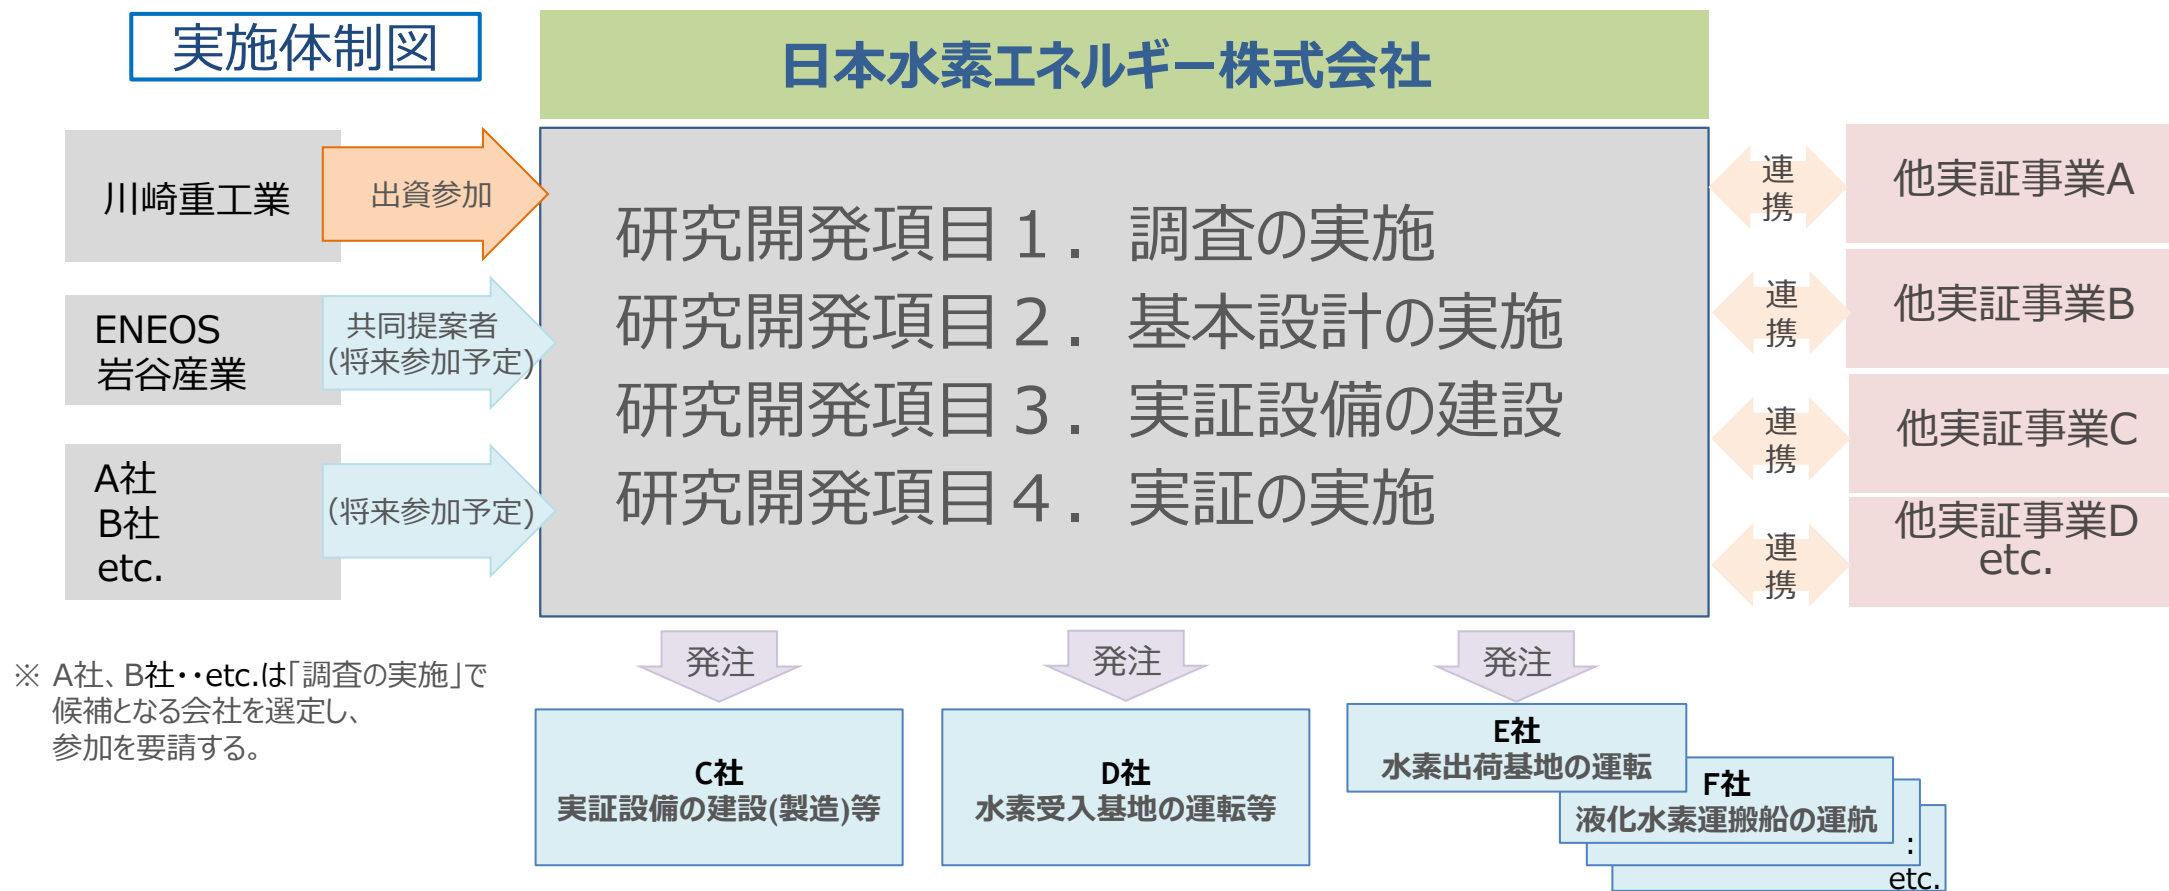 実施体制図
日本水素エネルギー株式会社
川崎重工業
出資参加
ENEOS
岩谷産業
共同提案者
(将来参加予定)
A社
B社
etc.
(将来参加予定)
研究開発項目１．調査の実施
研究開発項目２．基本設計の実施
研究開発項目３．実証設備の建設
研究開発項目４．実証の実施
連
携
他実証事業A
連
携
他実証事業B
連
携
他実証事業C
連
携
他実証事業D
etc.
※ A社、B社・・etc.は「調査の実施」で
候補となる会社を選定し、
参加を要請する。
発注
発注
発注
C社
実証設備の建設(製造)等
D社
水素受入基地の運転等
E社
水素出荷基地の運転
F社
液化水素運搬船の運航
:
etc.